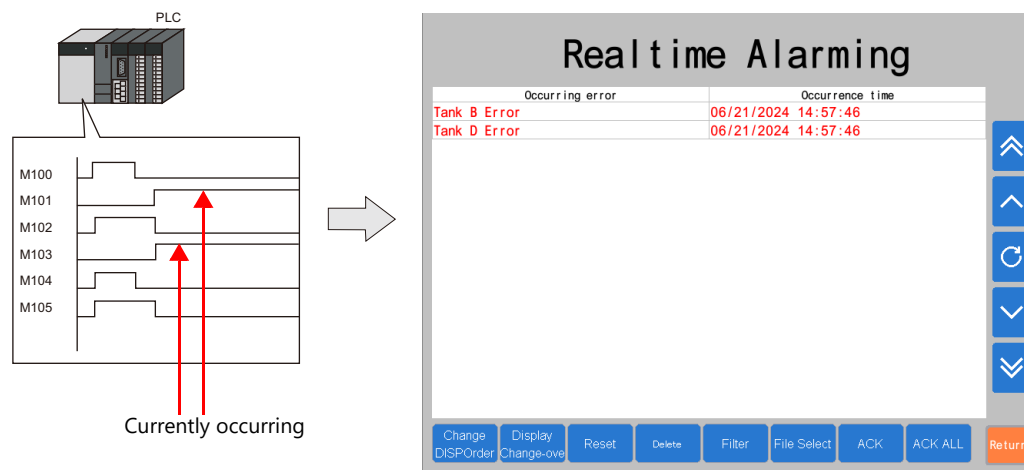 PLC
M100
M101
M102
M103
M104
M105
Currently occurring
Realtime Alarming
Occurring error Occurrence time
Tank B Error 06/21/2024 14:57:46
Tank D Error 06/21/2024 14:57:46
Change DISPOrder
Display Change-ove
Reset
Delete
Filter
File Select
ACK
ACK ALL
Return